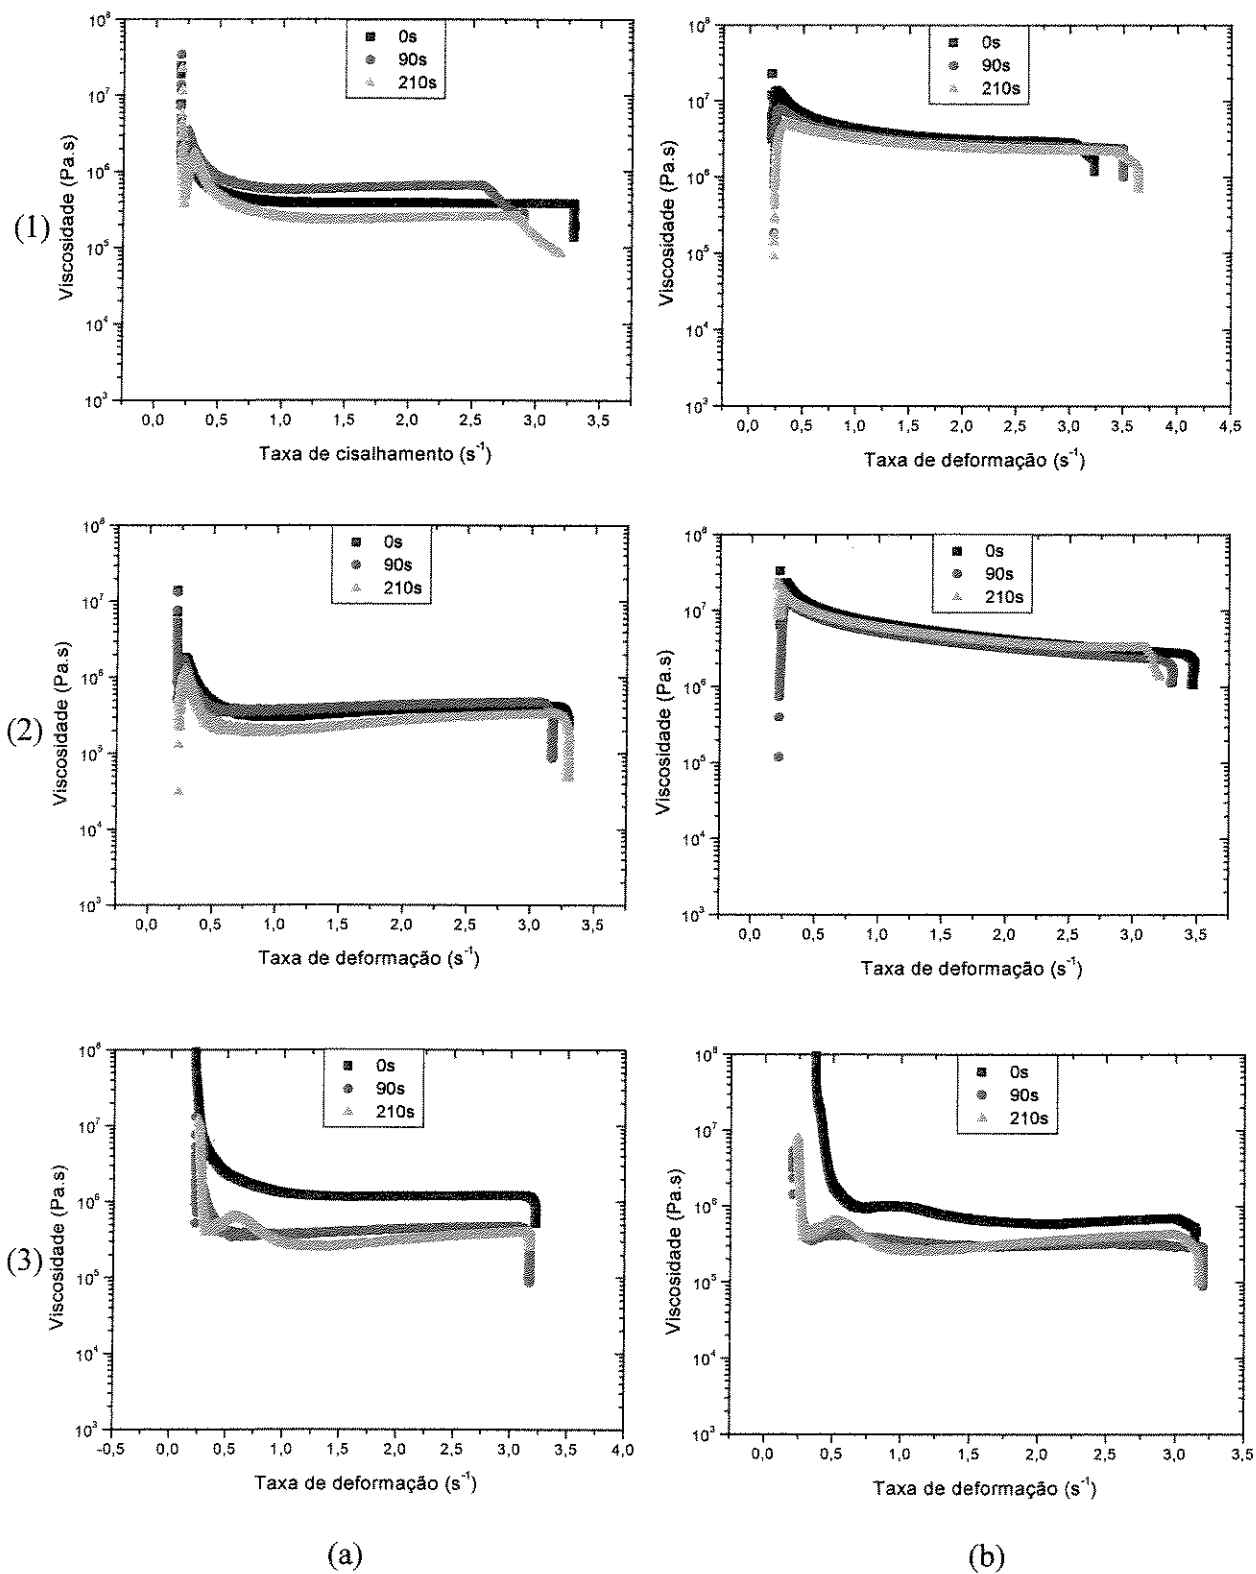 10⁸
10⁷
10⁶
10⁵
10⁴
10³
Viscosidade (Pa.s)
0s
90s
210s
0,0 0,5 1,0 1,5 2,0 2,5 3,0 3,5
Taxa de cisalhamento (s⁻¹)
(1)
10⁸
10⁷
10⁶
10⁵
10⁴
10³
Viscosidade (Pa.s)
0s
90s
210s
0,0 0,5 1,0 1,5 2,0 2,5 3,0 3,5 4,0 4,5
Taxa de deformação (s⁻¹)
10⁸
10⁷
10⁶
10⁵
10⁴
10³
Viscosidade (Pa.s)
0s
90s
210s
0,0 0,5 1,0 1,5 2,0 2,5 3,0 3,5
Taxa de deformação (s⁻¹)
(2)
10⁸
10⁷
10⁶
10⁵
10⁴
10³
Viscosidade (Pa.s)
0s
90s
210s
0,0 0,5 1,0 1,5 2,0 2,5 3,0 3,5
Taxa de deformação (s⁻¹)
10⁸
10⁷
10⁶
10⁵
10⁴
10³
Viscosidade (Pa.s)
0s
90s
210s
-0,5 0,0 0,5 1,0 1,5 2,0 2,5 3,0 3,5 4,0
Taxa de deformação (s⁻¹)
(3)
10⁸
10⁷
10⁶
10⁵
10⁴
10³
Viscosidade (Pa.s)
0s
90s
210s
0,0 0,5 1,0 1,5 2,0 2,5 3,0 3,5
Taxa de deformação (s⁻¹)
(a)
(b)